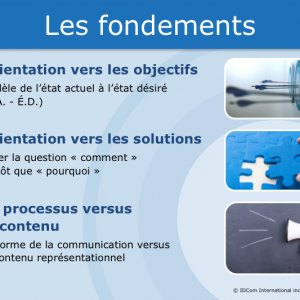 Les fondements
ientation vers les objectifs
èle de l'état actuel à l'état désiré
A. - É.D.)
ientation vers les solutions
er la question « comment »
ôt que « pourquoi »
processus versus
contenu
orme de la communication versus
ontenu représentationnel
© IDCom International inc